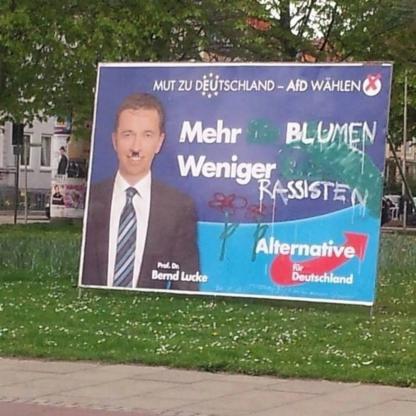 MUT ZU DEUTSCHLAND – AfD WÄHLEN
Mehr BLUMEN
Weniger
RASSISTEN
Prof. Dr.
Bernd Lucke
Alternative
für
Deutschland